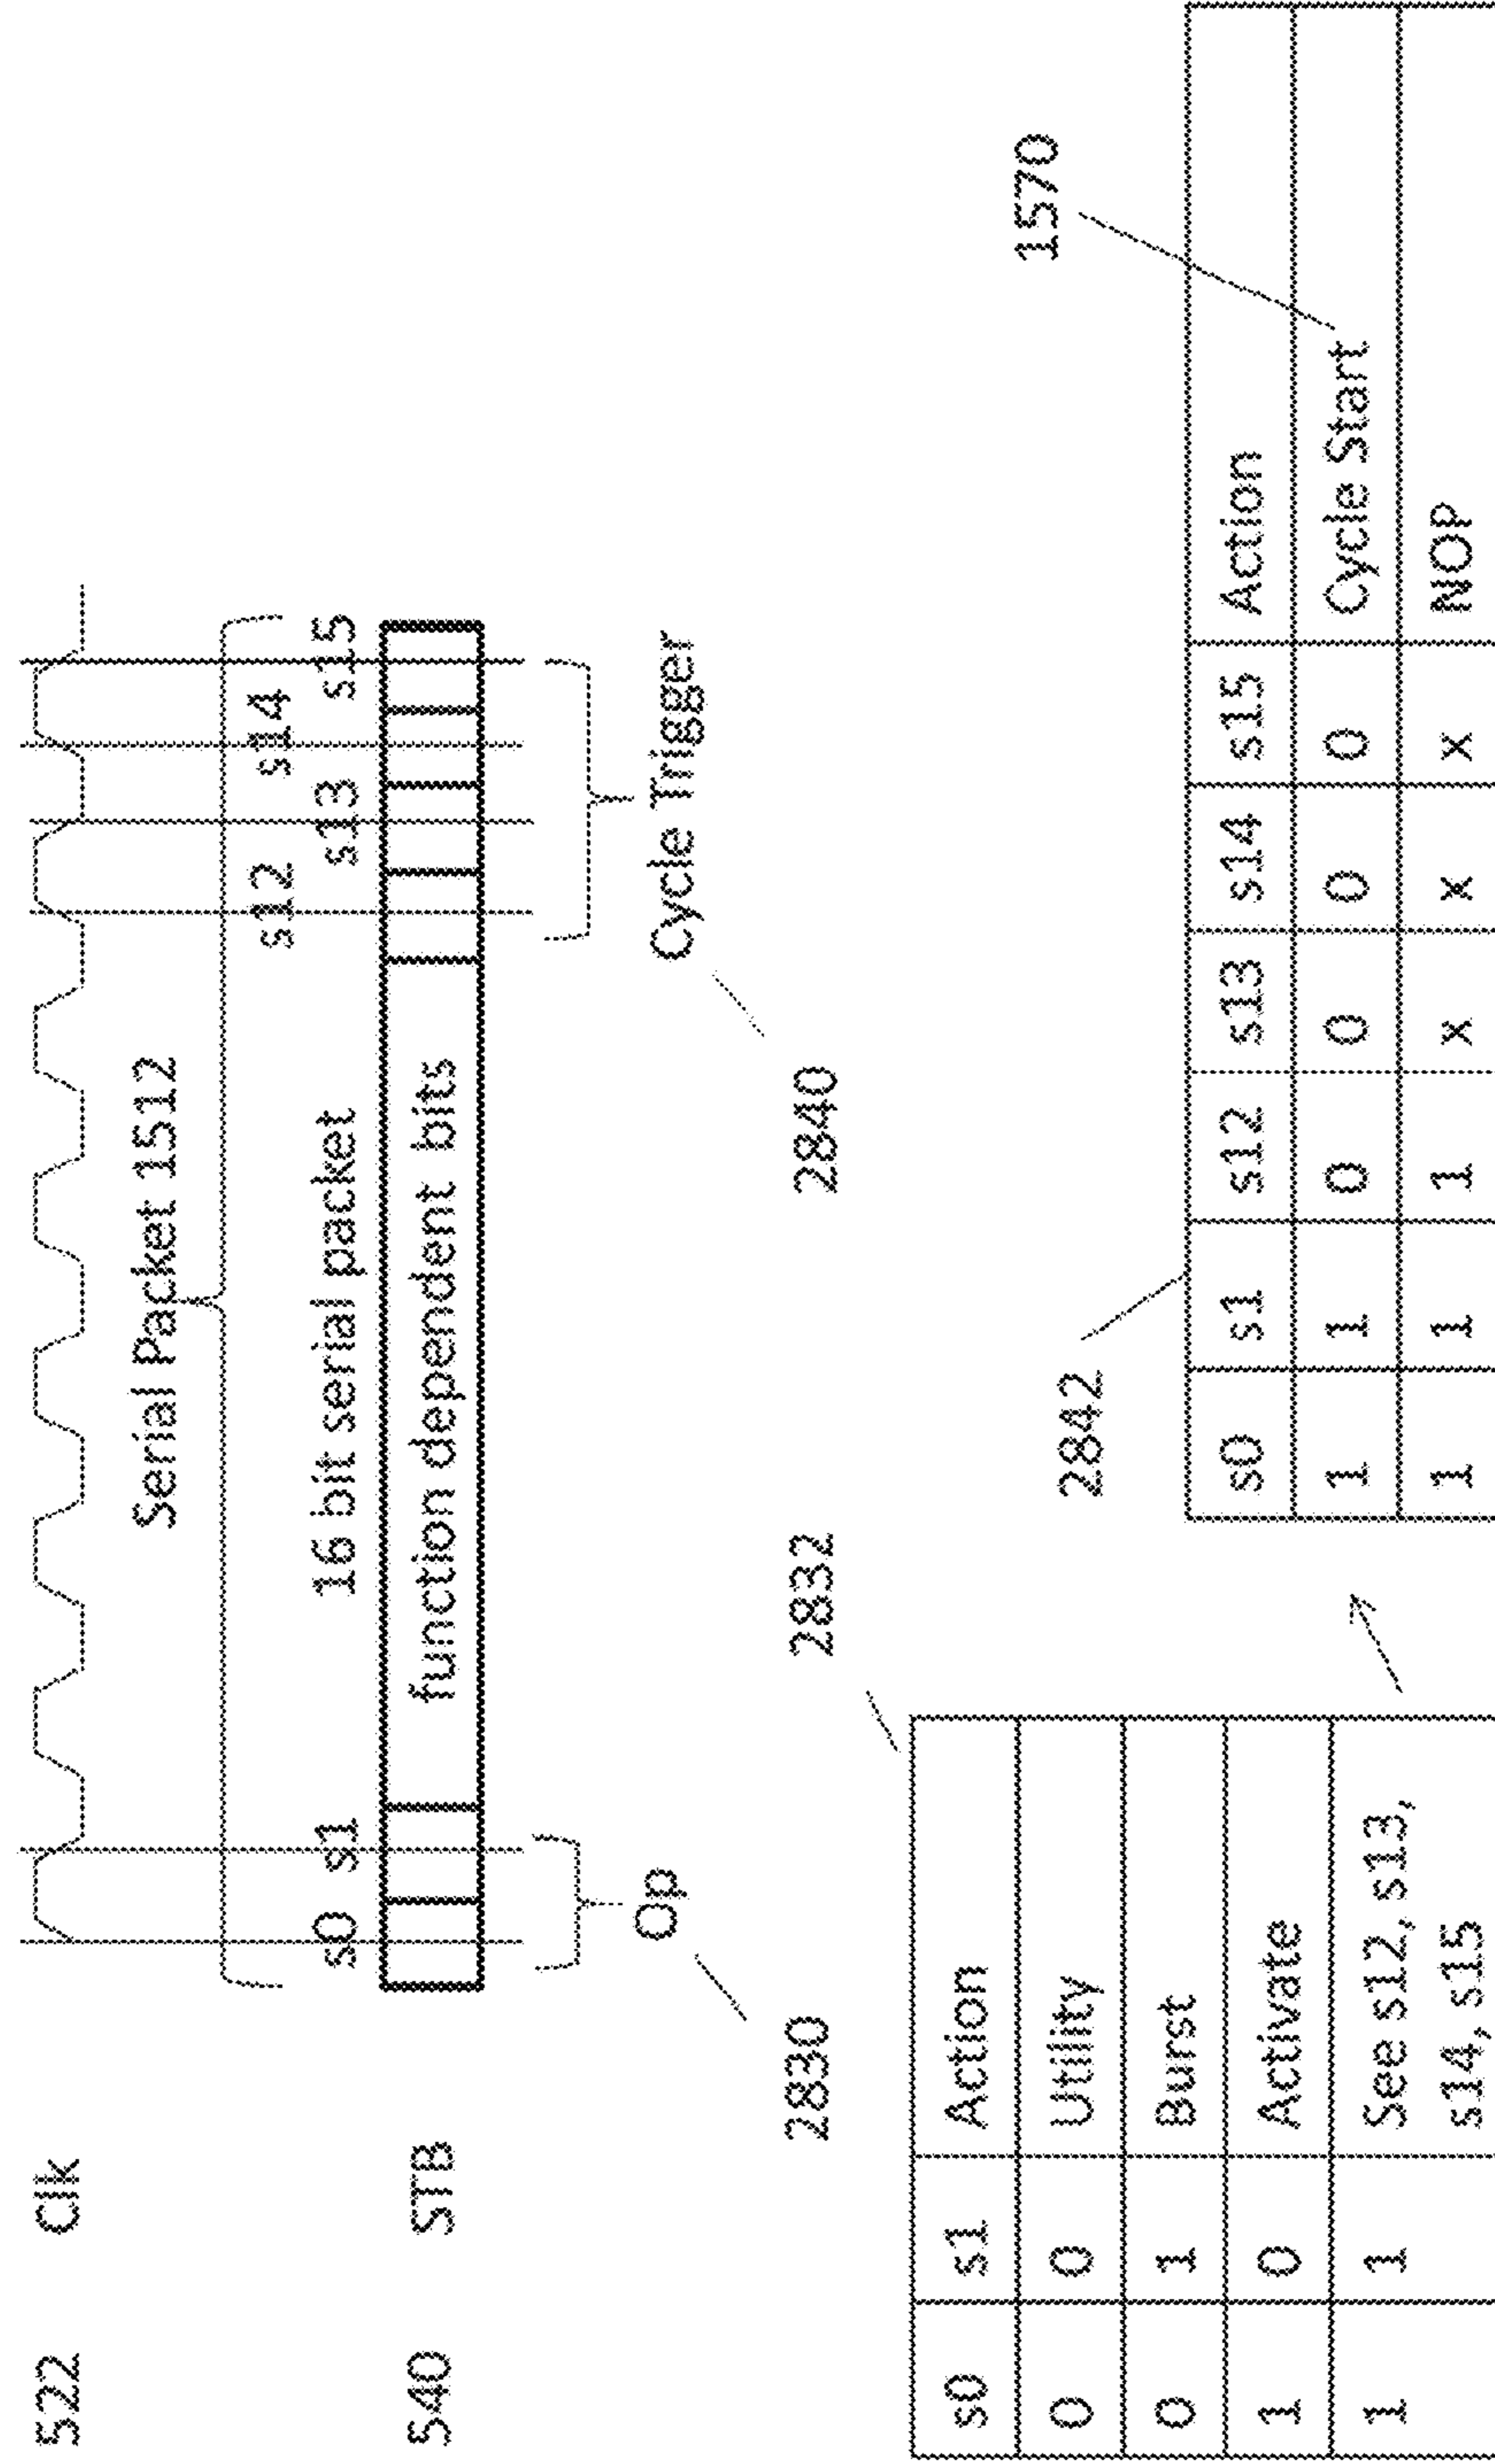 522 Clk
Serial Packet 1512
s12 s14
s0 s1 16 bit serial packet s13 s15
540 STB function dependent bits
Op Cycle Trigger
2830 2832 2840
s0 s1 Action
0 0 Utility
0 1 Burst
1 0 Activate
1 1 See s12, s13,
s14, s15
2842 1570
s0 s1 s12 s13 s14 s15 Action
1 1 0 0 0 0 Cycle Start
1 1 1 x x x NOP